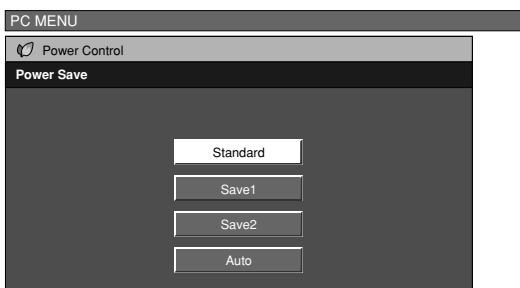 PC MENU
Power Control
Power Save
Standard
Save1
Save2
Auto